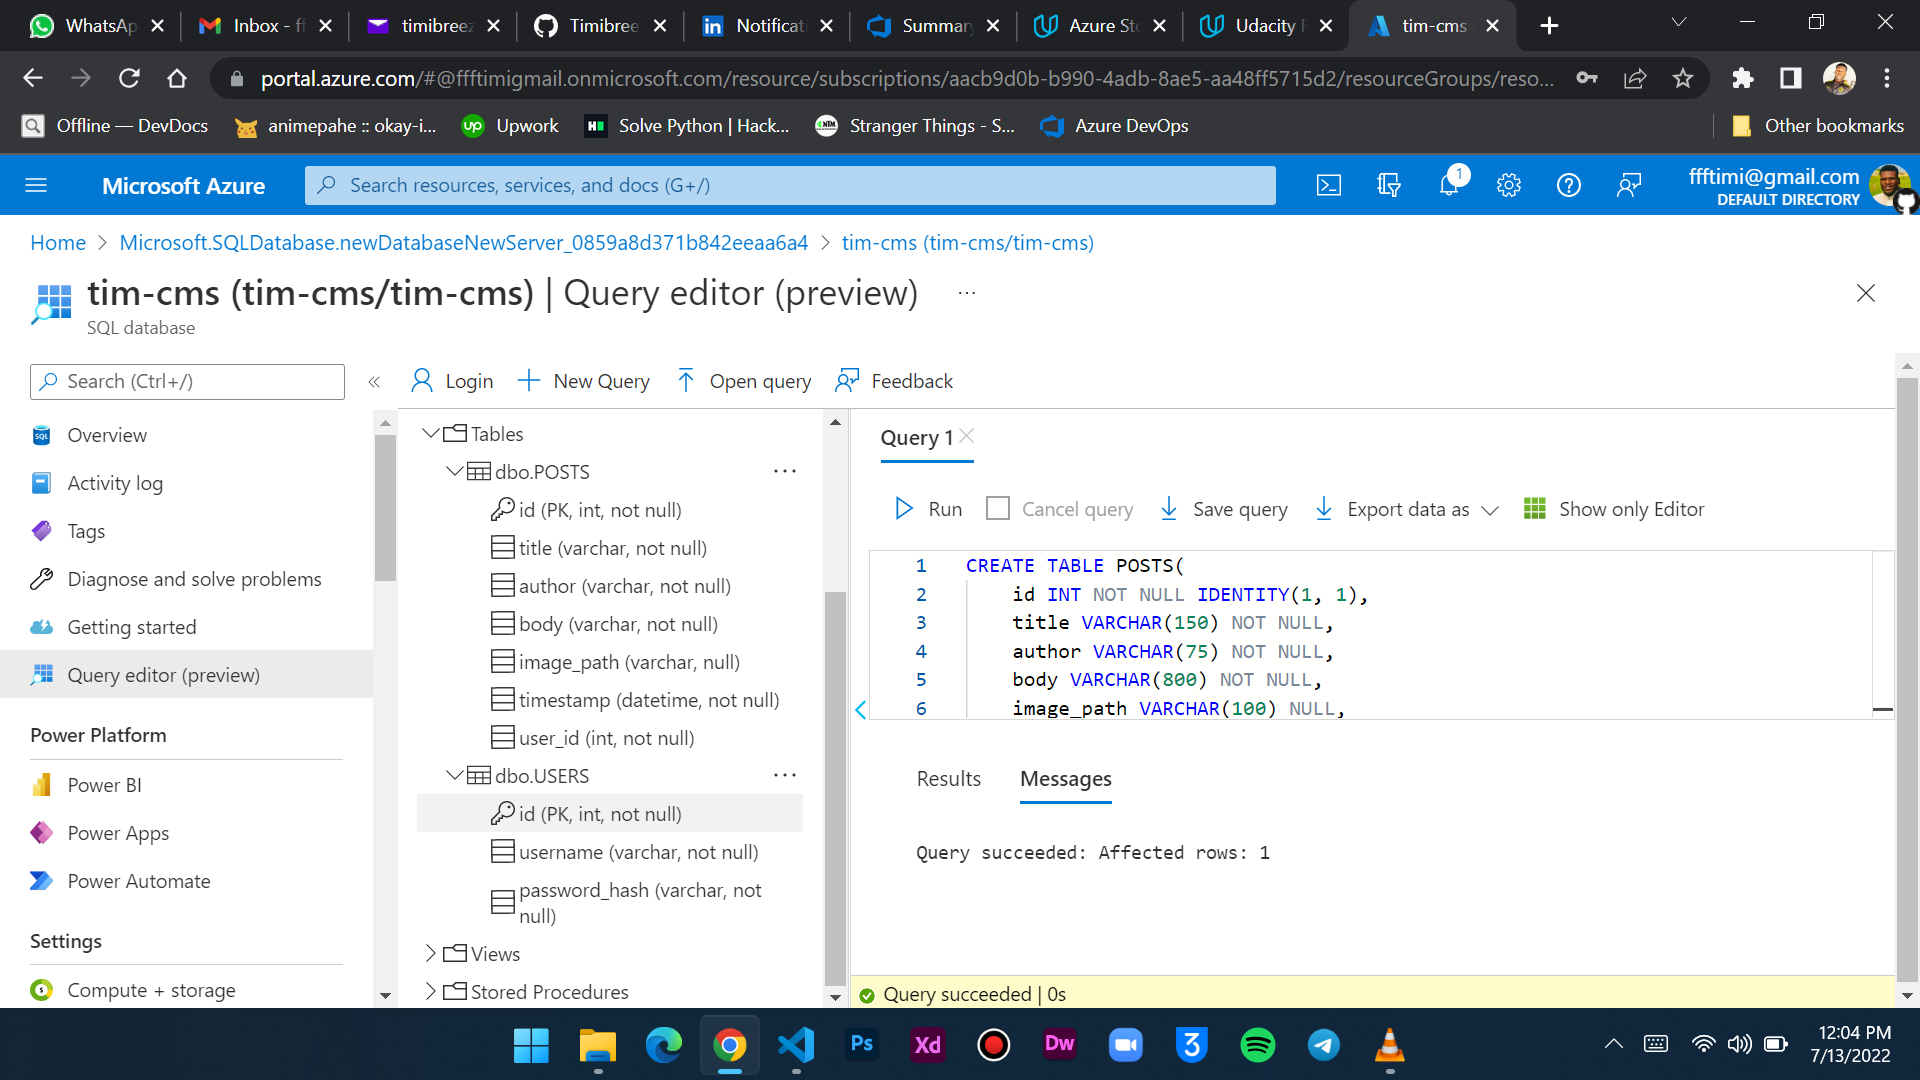 WhatsAp
Inbox - ff
timibreez
Timibree
Notificati
Summary
Azure Sto
Udacity R
tim-cms
portal.azure.com/#@ffftimigmail.onmicrosoft.com/resource/subscriptions/aacb9d0b-b990-4adb-8ae5-aa48ff5715d2/resourceGroups/reso...
Offline — DevDocs
animepahe :: okay-i...
up Upwork
Solve Python | Hack...
Stranger Things - S...
Azure DevOps
Other bookmarks
Microsoft Azure
Search resources, services, and docs (G+/)
1
ffftimi@gmail.com
DEFAULT DIRECTORY
Home > Microsoft.SQLDatabase.newDatabaseNewServer_0859a8d371b842eeaa6a4 > tim-cms (tim-cms/tim-cms)
tim-cms (tim-cms/tim-cms) | Query editor (preview) ...
SQL database
Search (Ctrl+/)
«
Login
New Query
Open query
Feedback
Overview
Activity log
Tags
Diagnose and solve problems
Getting started
Query editor (preview)
Power Platform
Power BI
Power Apps
Power Automate
Settings
Compute + storage
Tables
dbo.POSTS
id (PK, int, not null)
title (varchar, not null)
author (varchar, not null)
body (varchar, not null)
image_path (varchar, null)
timestamp (datetime, not null)
user_id (int, not null)
dbo.USERS
id (PK, int, not null)
username (varchar, not null)
password_hash (varchar, not
null)
Views
Stored Procedures
Query 1
Run
Cancel query
Save query
Export data as
Show only Editor
1 CREATE TABLE POSTS(
2 id INT NOT NULL IDENTITY(1, 1),
3 title VARCHAR(150) NOT NULL,
4 author VARCHAR(75) NOT NULL,
5 body VARCHAR(800) NOT NULL,
6 image_path VARCHAR(100) NULL,
Results
Messages
Query succeeded: Affected rows: 1
Query succeeded | 0s
Ps
Xd
Dw
3
12:04 PM
7/13/2022